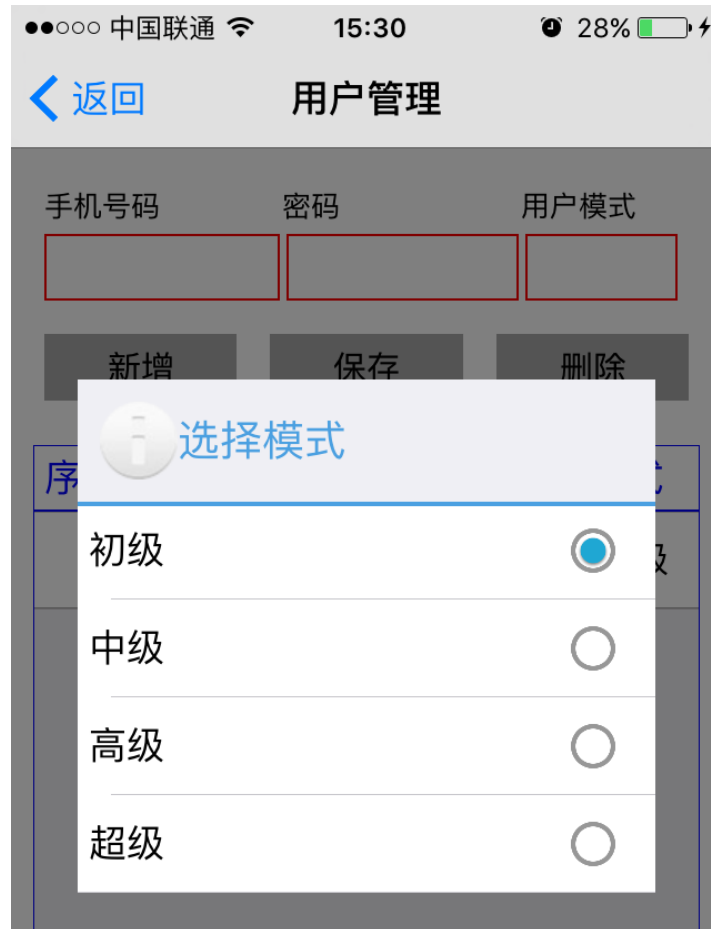 中国联通 15:30 28%
返回 用户管理
手机号码 密码 用户模式
新增 保存 删除
选择模式
序
初级
级
中级
高级
超级